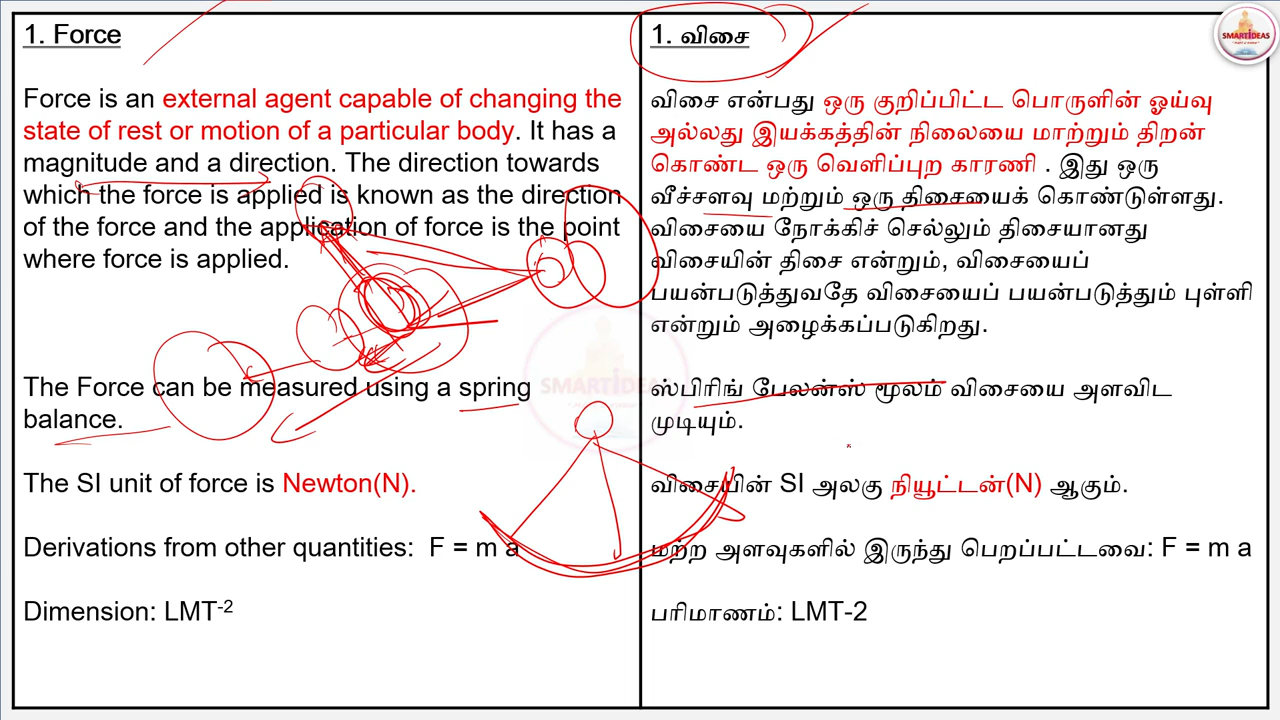 1. Force
Force is an external agent capable of changing the
state of rest or motion of a particular body. It has a
magnitude and a direction. The direction towards
which the force is applied is known as the direction
of the force and the application of force is the point
where force is applied.
The Force can be measured using a spring
balance.
The SI unit of force is Newton(N).
Derivations from other quantities: F = m a
Dimension: LMT-2
1. விசை
விசை என்பது ஒரு குறிப்பிட்ட பொருளின் ஓய்வு
அல்லது இயக்கத்தின் நிலையை மாற்றும் திறன்
கொண்ட ஒரு வெளிப்புற காரணி . இது ஒரு
வீச்சளவு மற்றும் ஒரு திசையைக் கொண்டுள்ளது.
விசையை நோக்கிச் செல்லும் திசையானது
விசையின் திசை என்றும், விசையைப்
பயன்படுத்துவதே விசையைப் பயன்படுத்தும் புள்ளி
என்றும் அழைக்கப்படுகிறது.
ஸ்பிரிங் பேலன்ஸ் மூலம் விசையை அளவிட
முடியும்.
விசையின் SI அலகு நியூட்டன்(N) ஆகும்.
மற்ற அளவுகளில் இருந்து பெறப்பட்டவை: F = m a
பரிமாணம்: LMT-2
SMARTIDEAS
SMARTIDEAS